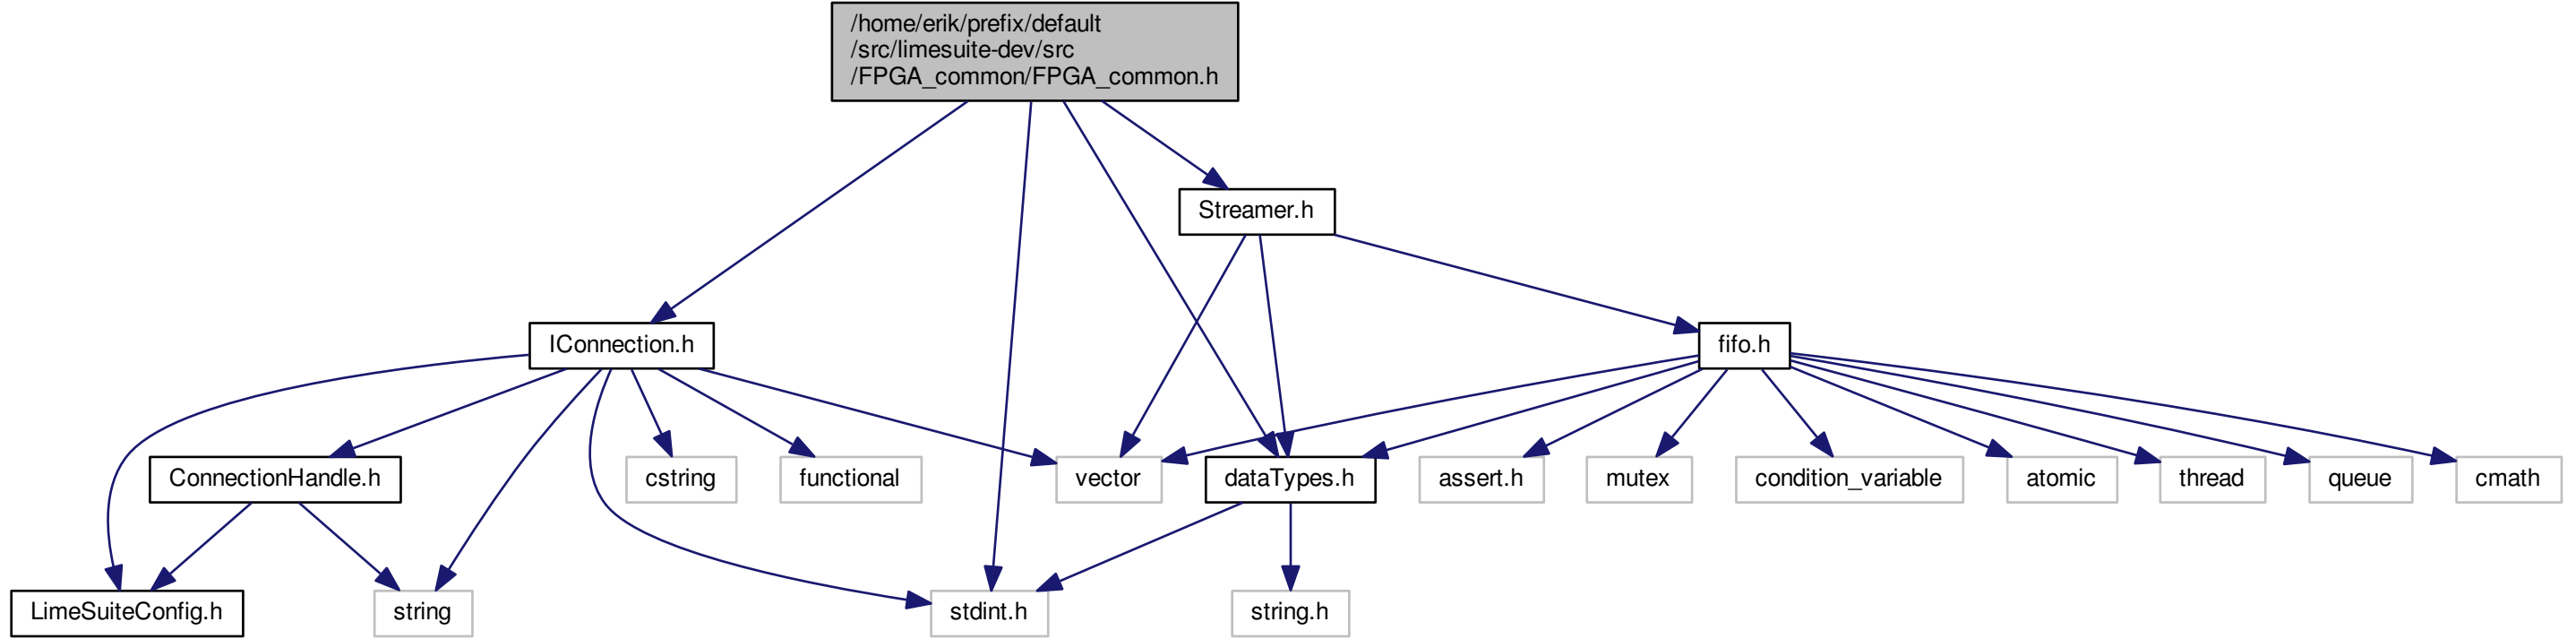 /home/erik/prefix/default
/src/limesuite-dev/src
/FPGA_common/FPGA_common.h
Streamer.h
IConnection.h
fifo.h
ConnectionHandle.h
cstring
functional
vector
dataTypes.h
assert.h
mutex
condition_variable
atomic
thread
queue
cmath
LimeSuiteConfig.h
string
stdint.h
string.h